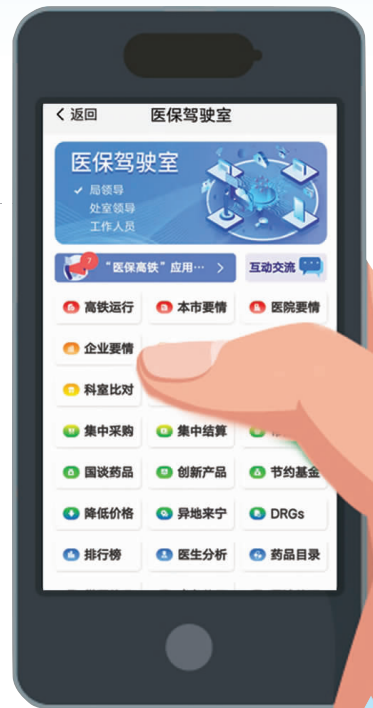 返回 医保驾驶室
医保驾驶室
局领导
处室领导
工作人员
7
“医保高铁”应用… 互动交流
高铁运行 本市要情 医院要情
企业要情
科室比对
集中采购 集中结算
国谈药品 创新产品 节约基金
降低价格 异地来宁 DRGs
排行榜 医生分析 药品目录